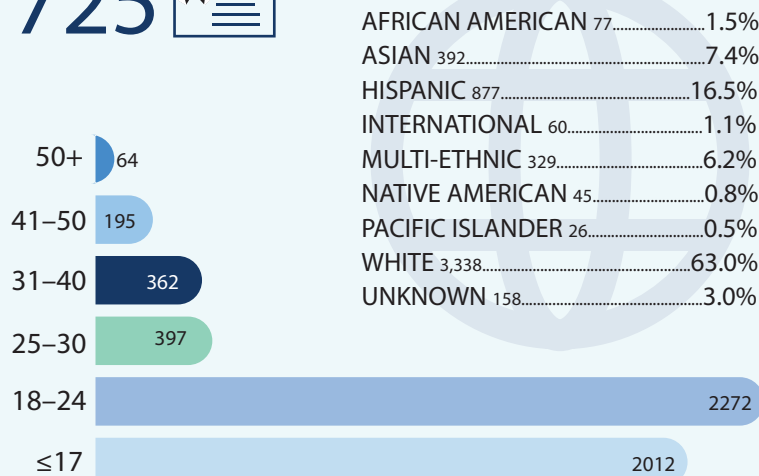 725
AFRICAN AMERICAN 77 1.5%
ASIAN 392 7.4%
HISPANIC 877 16.5%
INTERNATIONAL 60 1.1%
MULTI-ETHNIC 329 6.2%
NATIVE AMERICAN 45 0.8%
PACIFIC ISLANDER 26 0.5%
WHITE 3,338 63.0%
UNKNOWN 158 3.0%
50+ 64
41–50 195
31–40 362
25–30 397
18–24 2272
≤17 2012